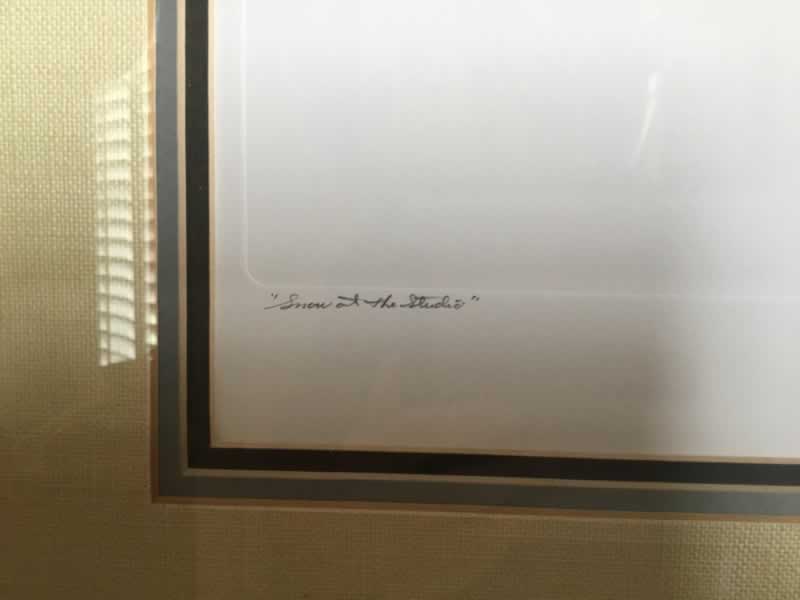 "Snow at the Studio"